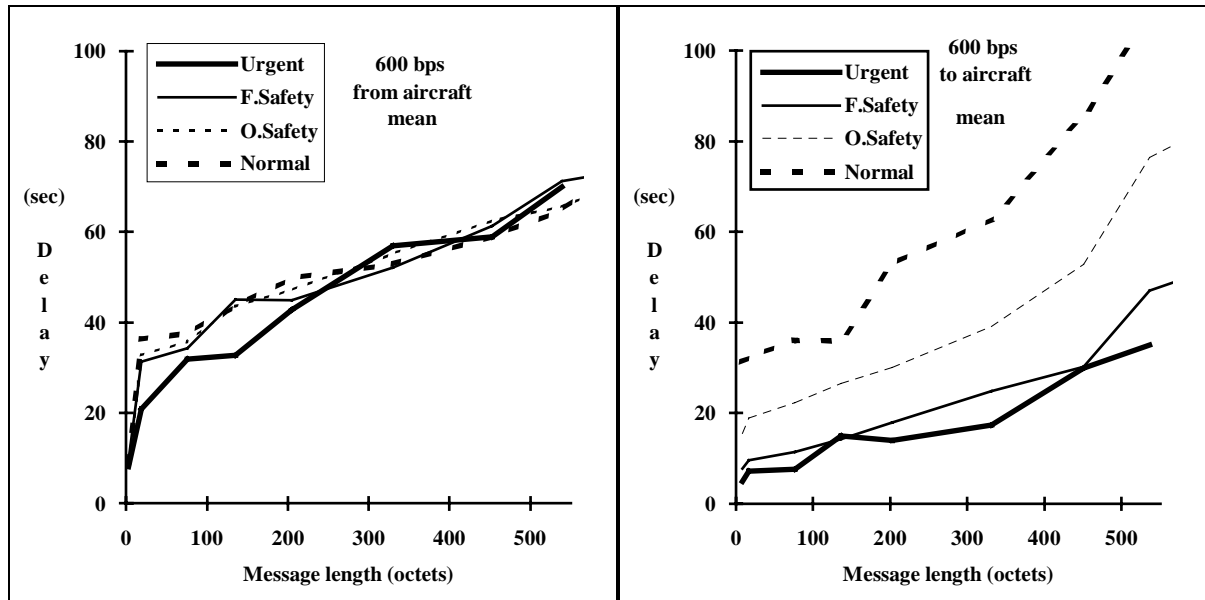 100
80
60
40
20
0
(sec)
D
e
l
a
y
Urgent
F.Safety
O.Safety
Normal
600 bps
from aircraft
mean
0 100 200 300 400 500
Message length (octets)
100
80
60
40
20
0
(sec)
D
e
l
a
y
Urgent
F.Safety
O.Safety
Normal
600 bps
to aircraft
mean
0 100 200 300 400 500
Message length (octets)